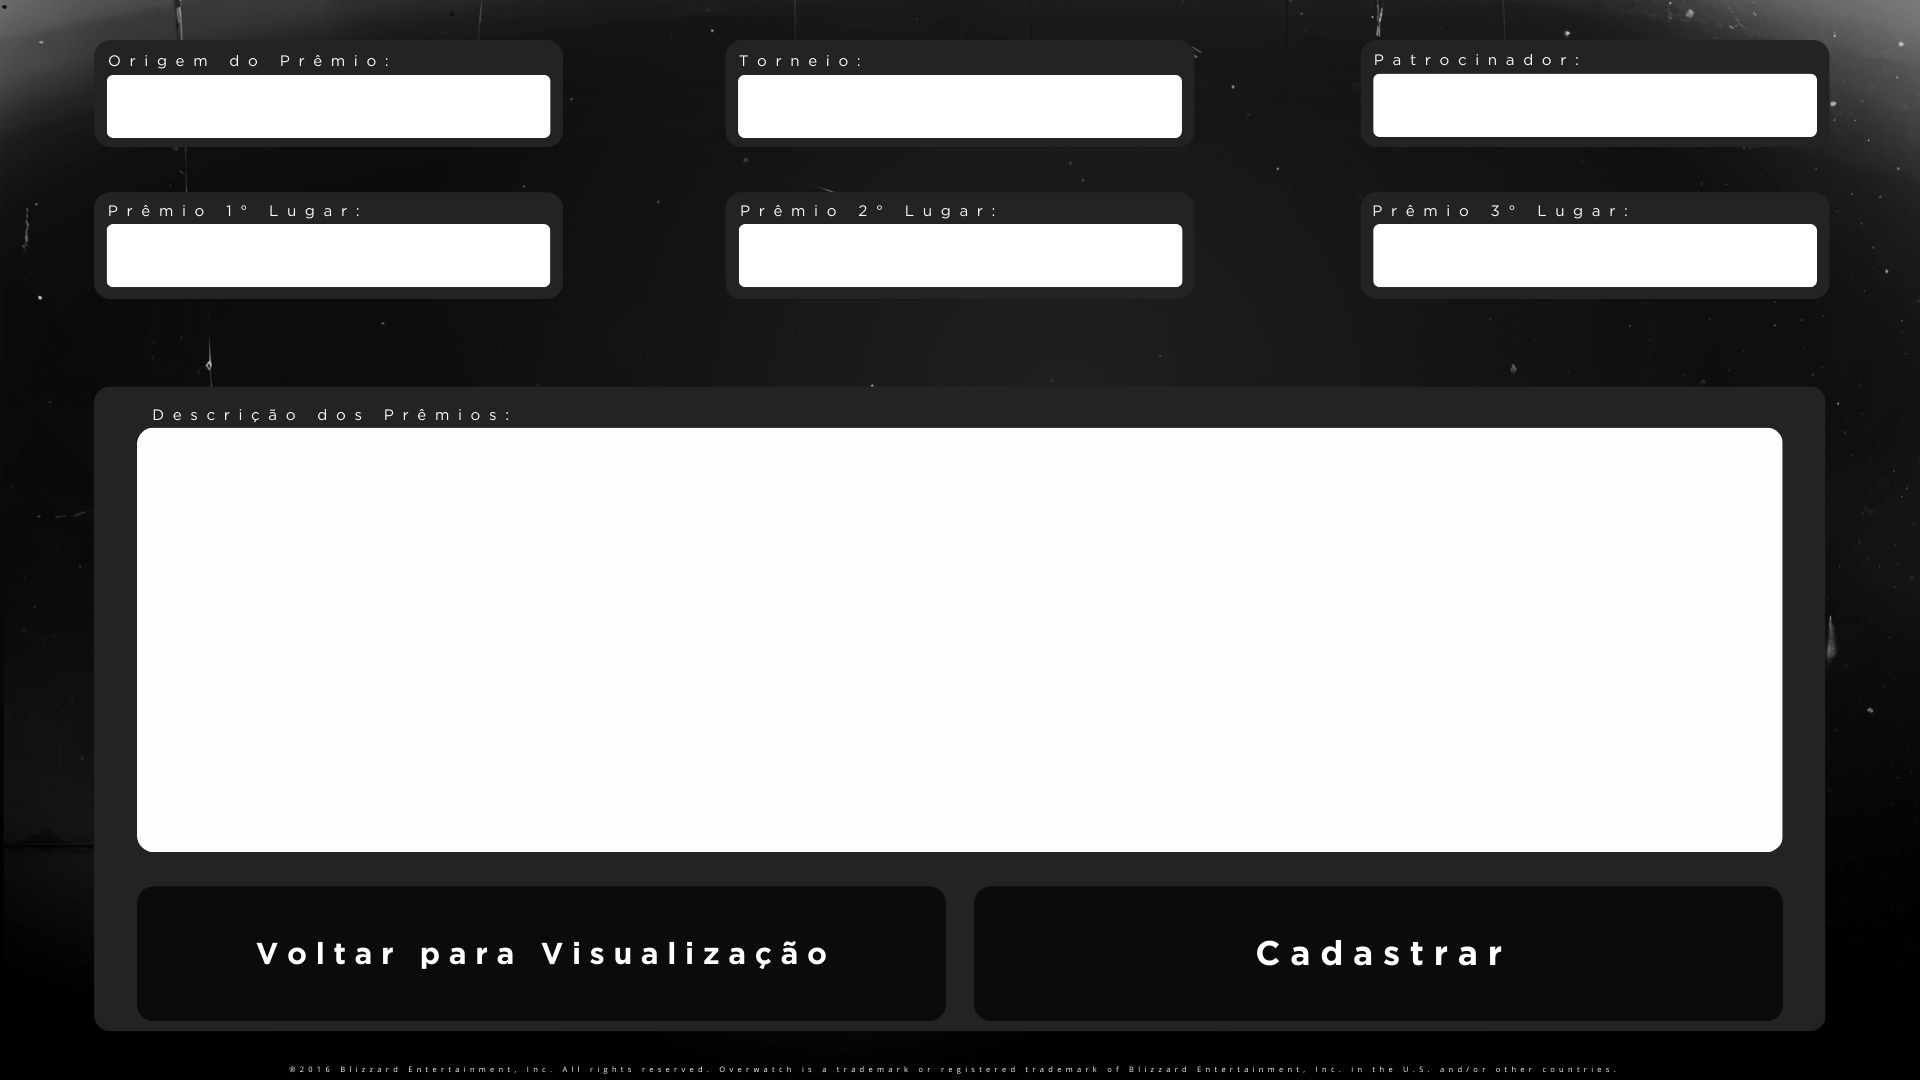 Origem do Prêmio:
Torneio:
Patrocinador:
Prêmio 1° Lugar:
Prêmio 2° Lugar:
Prêmio 3° Lugar:
Descrição dos Prêmios:
Voltar para Visualização
Cadastrar
©2016 Blizzard Entertainment, Inc. All rights reserved. Overwatch is a trademark or registered trademark of Blizzard Entertainment, Inc. in the U.S. and/or other countries.